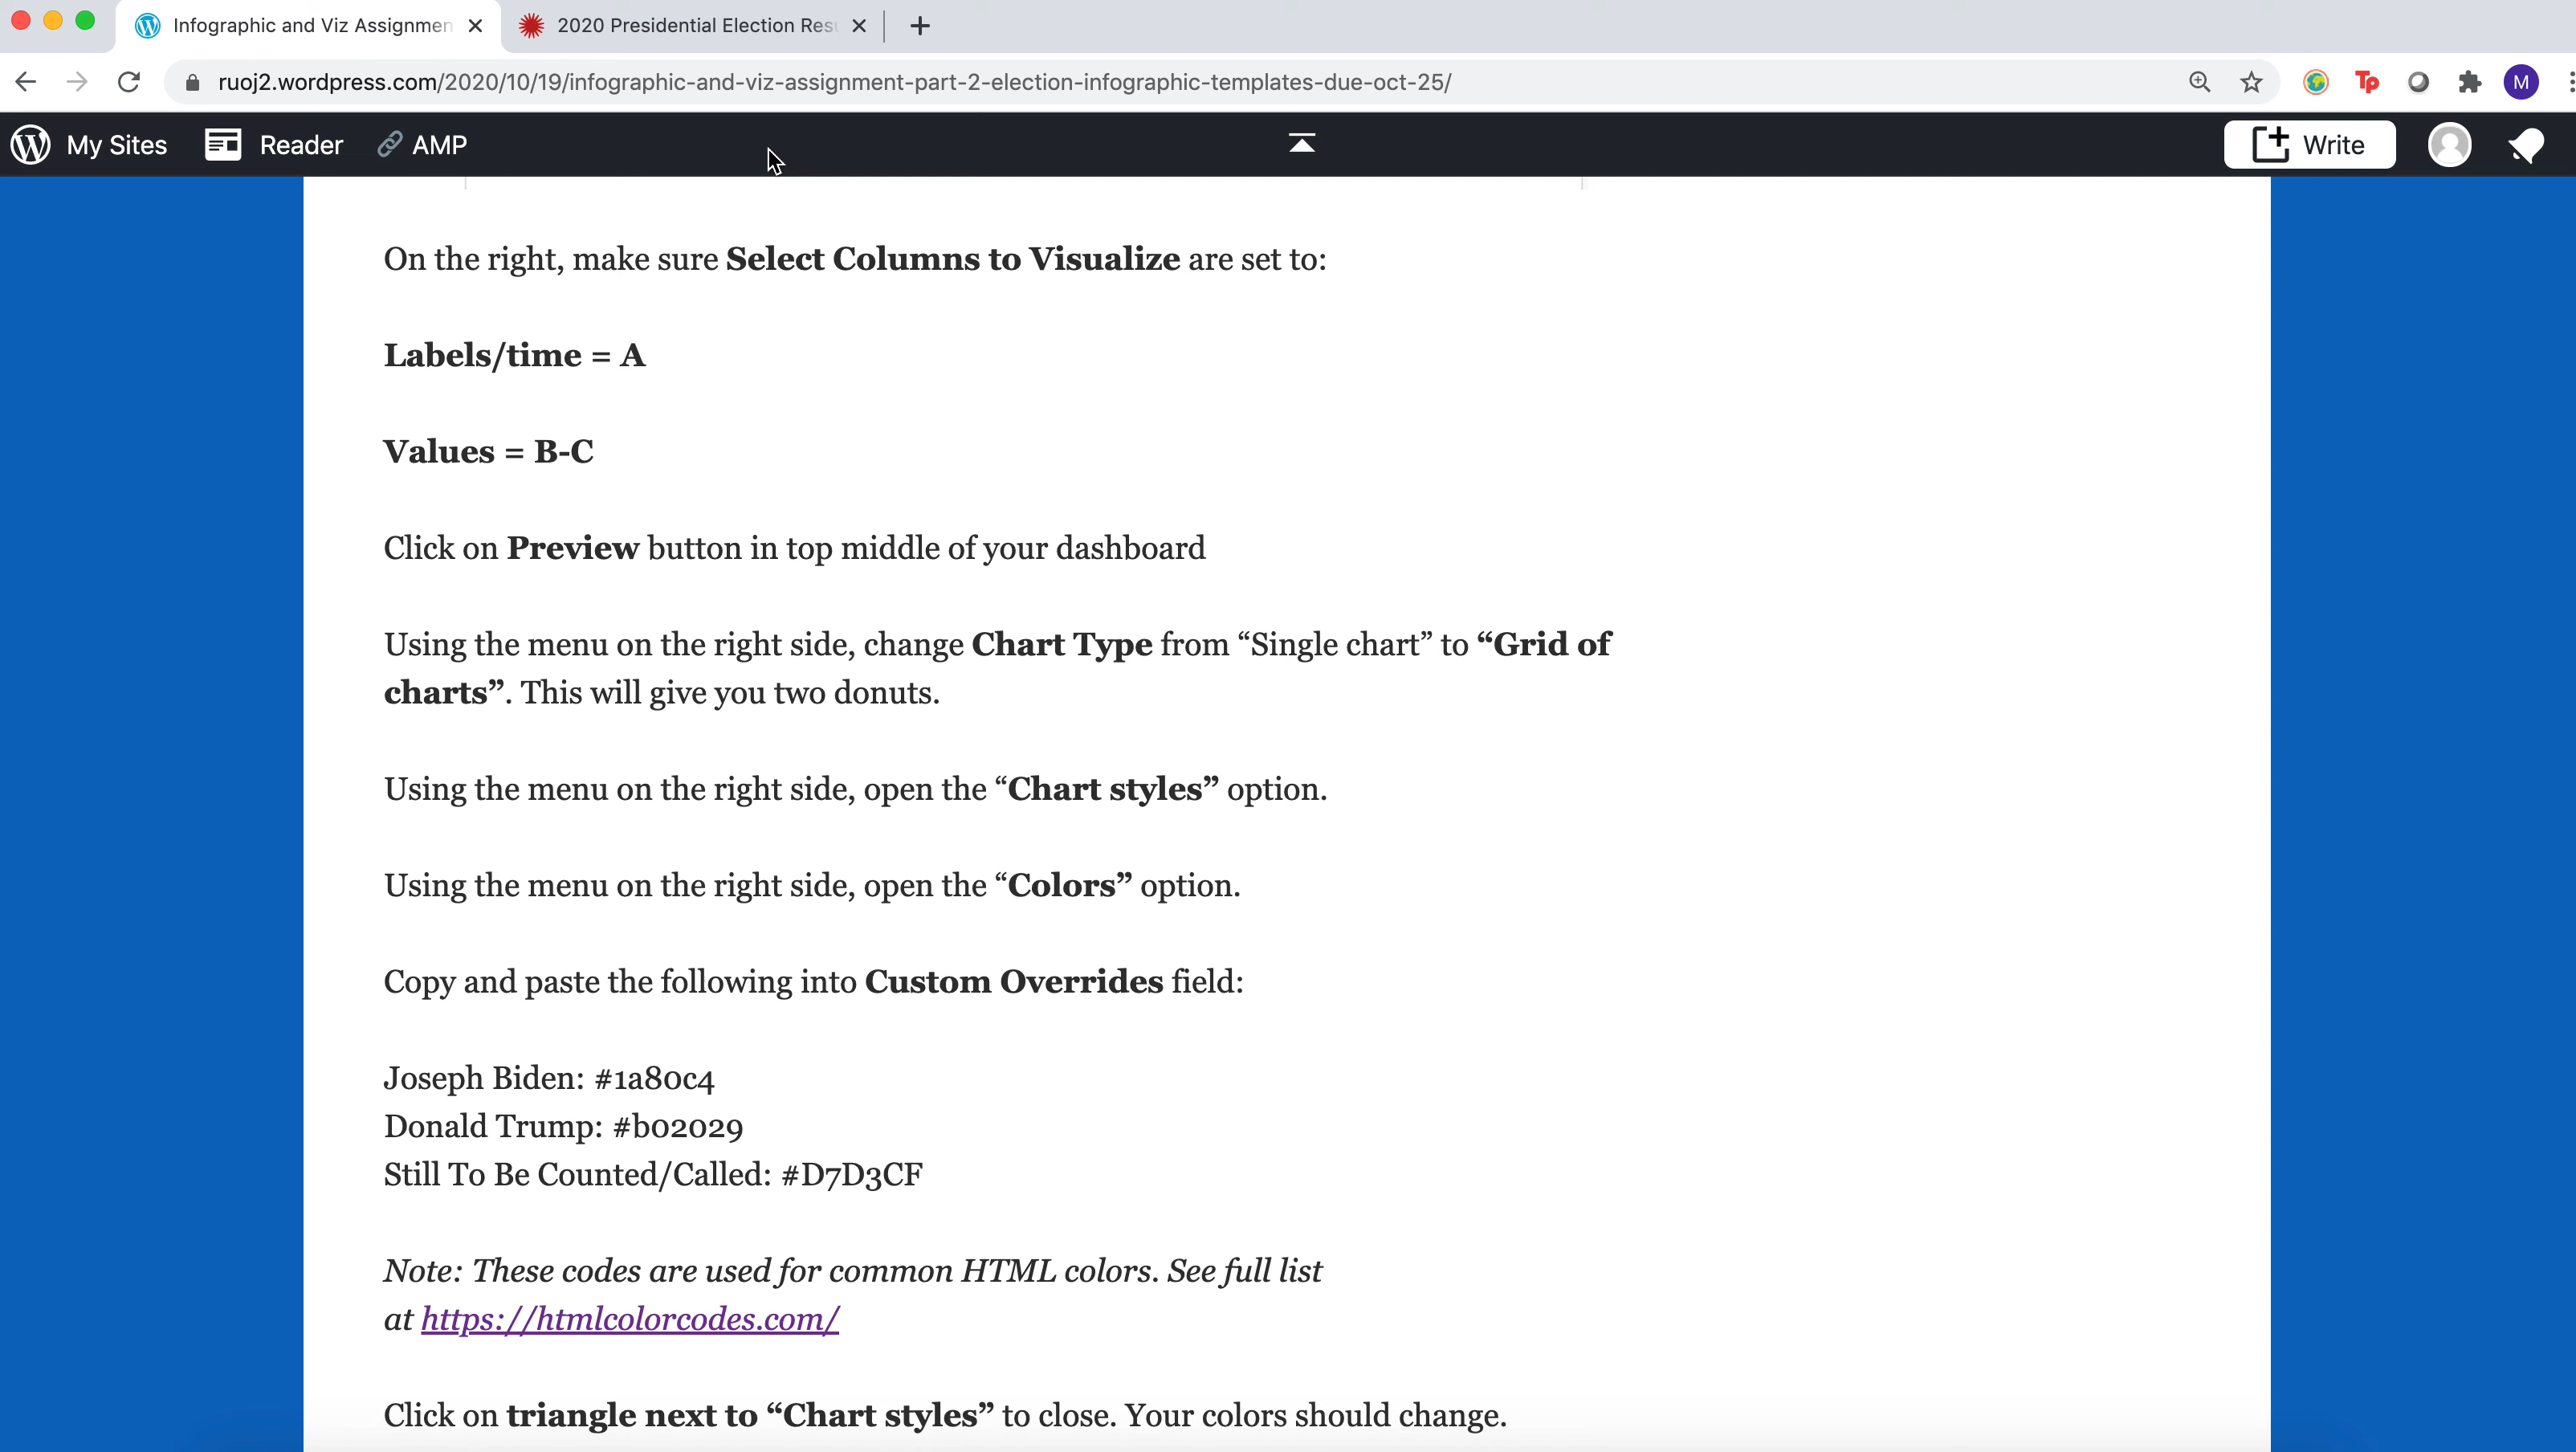 Infographic and Viz Assignmen
2020 Presidential Election Res
ruoj2.wordpress.com/2020/10/19/infographic-and-viz-assignment-part-2-election-infographic-templates-due-oct-25/
Tp
M
My Sites
Reader
AMP
Write
On the right, make sure Select Columns to Visualize are set to:
Labels/time = A
Values = B-C
Click on Preview button in top middle of your dashboard
Using the menu on the right side, change Chart Type from “Single chart” to “Grid of
charts”. This will give you two donuts.
Using the menu on the right side, open the “Chart styles” option.
Using the menu on the right side, open the “Colors” option.
Copy and paste the following into Custom Overrides field:
Joseph Biden: #1a80c4
Donald Trump: #b02029
Still To Be Counted/Called: #D7D3CF
Note: These codes are used for common HTML colors. See full list
at https://htmlcolorcodes.com/
Click on triangle next to “Chart styles” to close. Your colors should change.